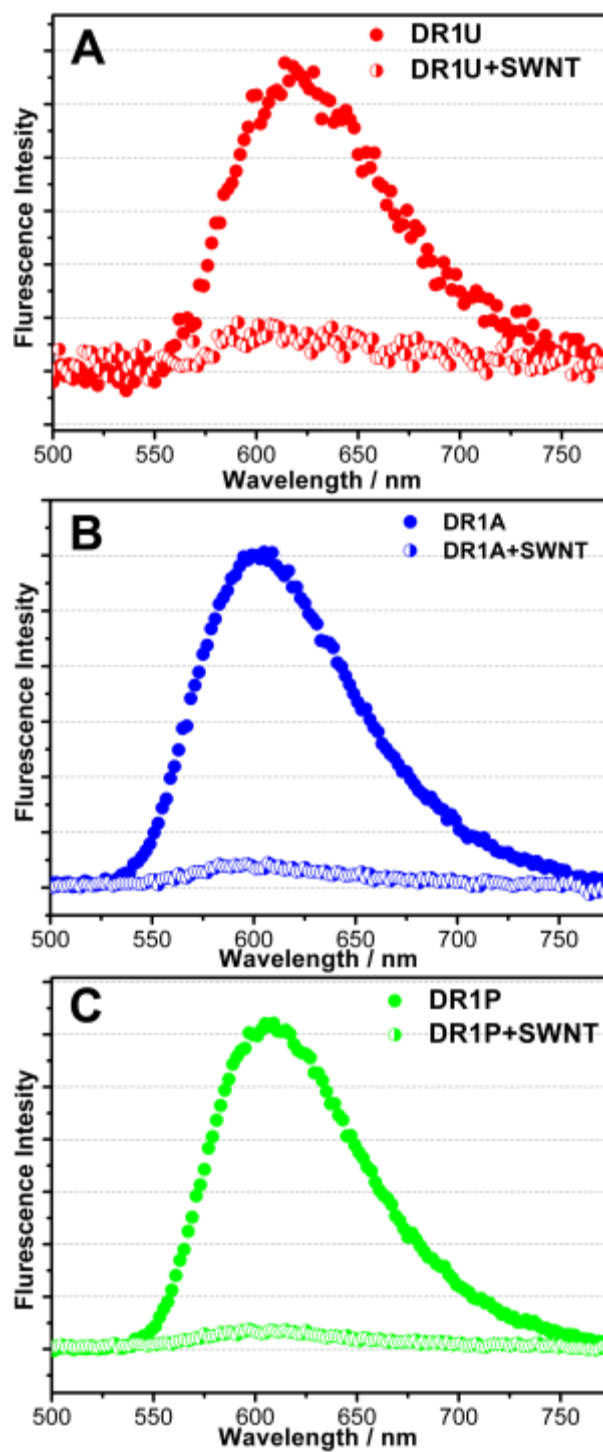 A
DR1U
DR1U+SWNT
Flurescence Intesity
500 550 600 650 700 750
Wavelength / nm
B
DR1A
DR1A+SWNT
Flurescence Intesity
500 550 600 650 700 750
Wavelength / nm
C
DR1P
DR1P+SWNT
Flurescence Intesity
500 550 600 650 700 750
Wavelength / nm